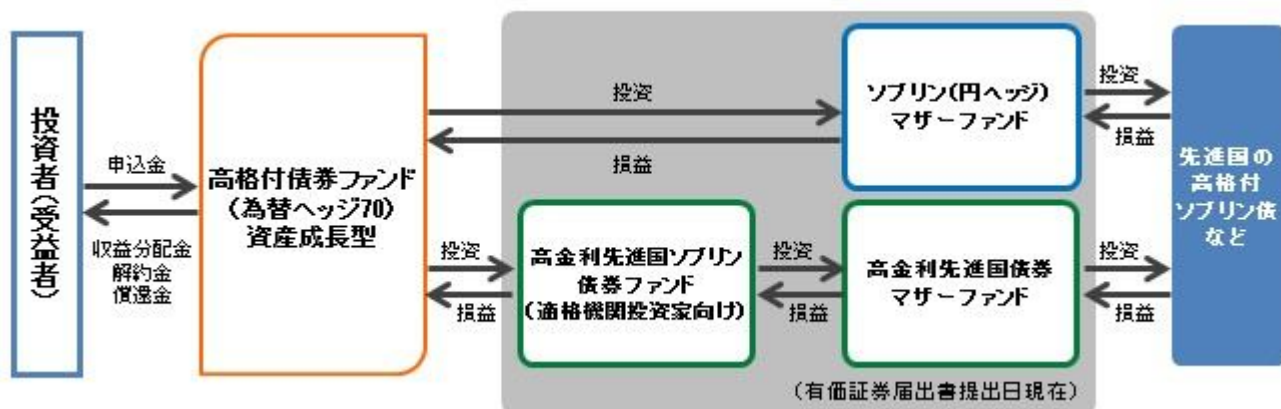 投資者(受益者)
申込金
収益分配金
解約金
償還金
高格付債券ファンド
(為替ヘッジ70)
資産成長型
投資
損益
投資
損益
高金利先進国ソブリン
債券ファンド
(適格機関投資家向け)
投資
損益
ソブリン(円ヘッジ)
マザーファンド
高金利先進国債券
マザーファンド
投資
損益
投資
損益
先進国の
高格付
ソブリン債
など
(有価証券届出書提出日現在)